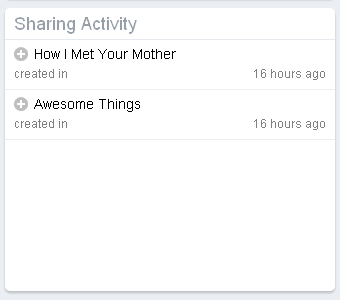 Sharing Activity
How I Met Your Mother
created in 16 hours ago
Awesome Things
created in 16 hours ago